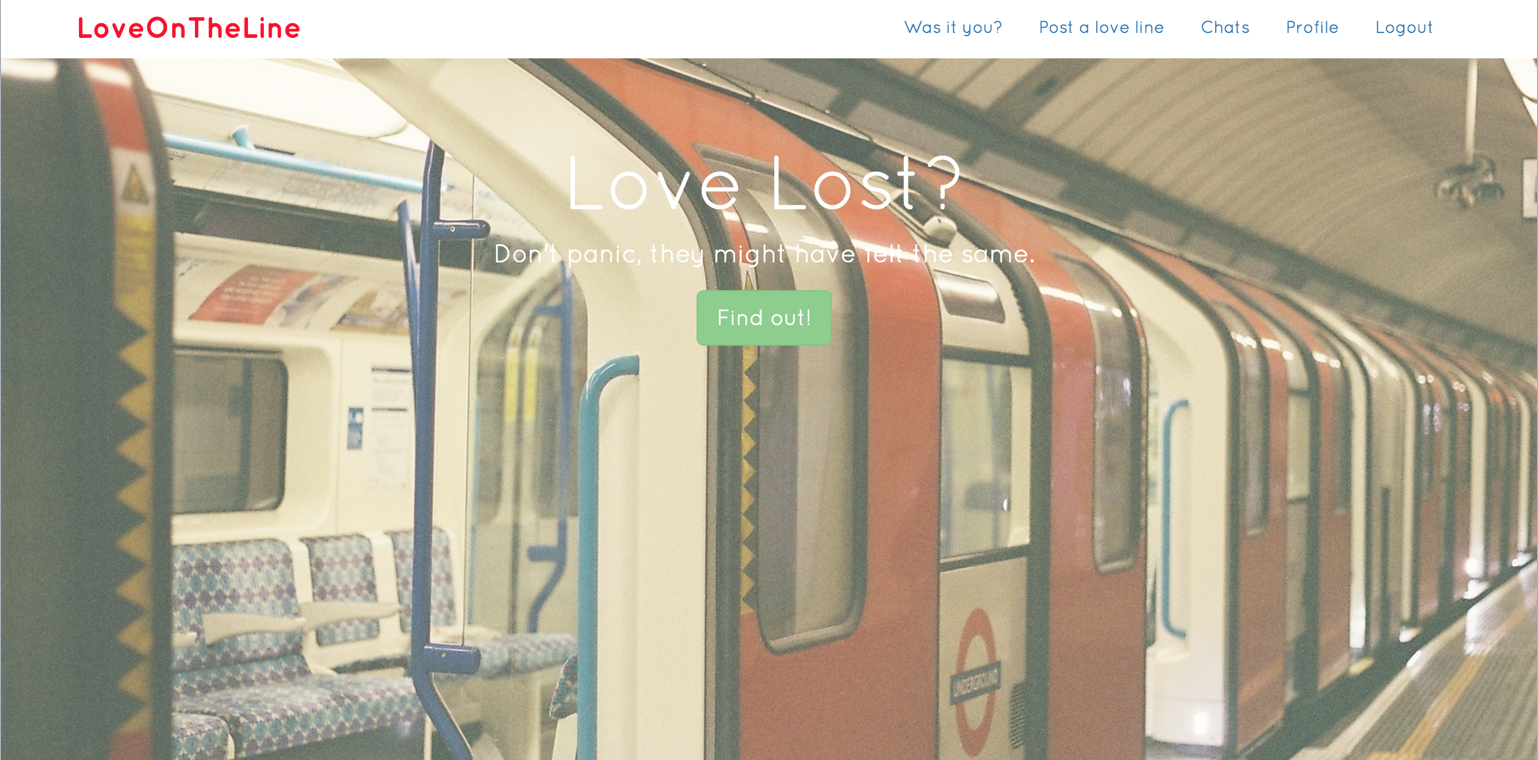 LoveOnTheLine
Was it you? Post a love line Chats Profile Logout
Love Lost?
Don't panic, they might have felt the same.
Find out!
UNDERGROUND